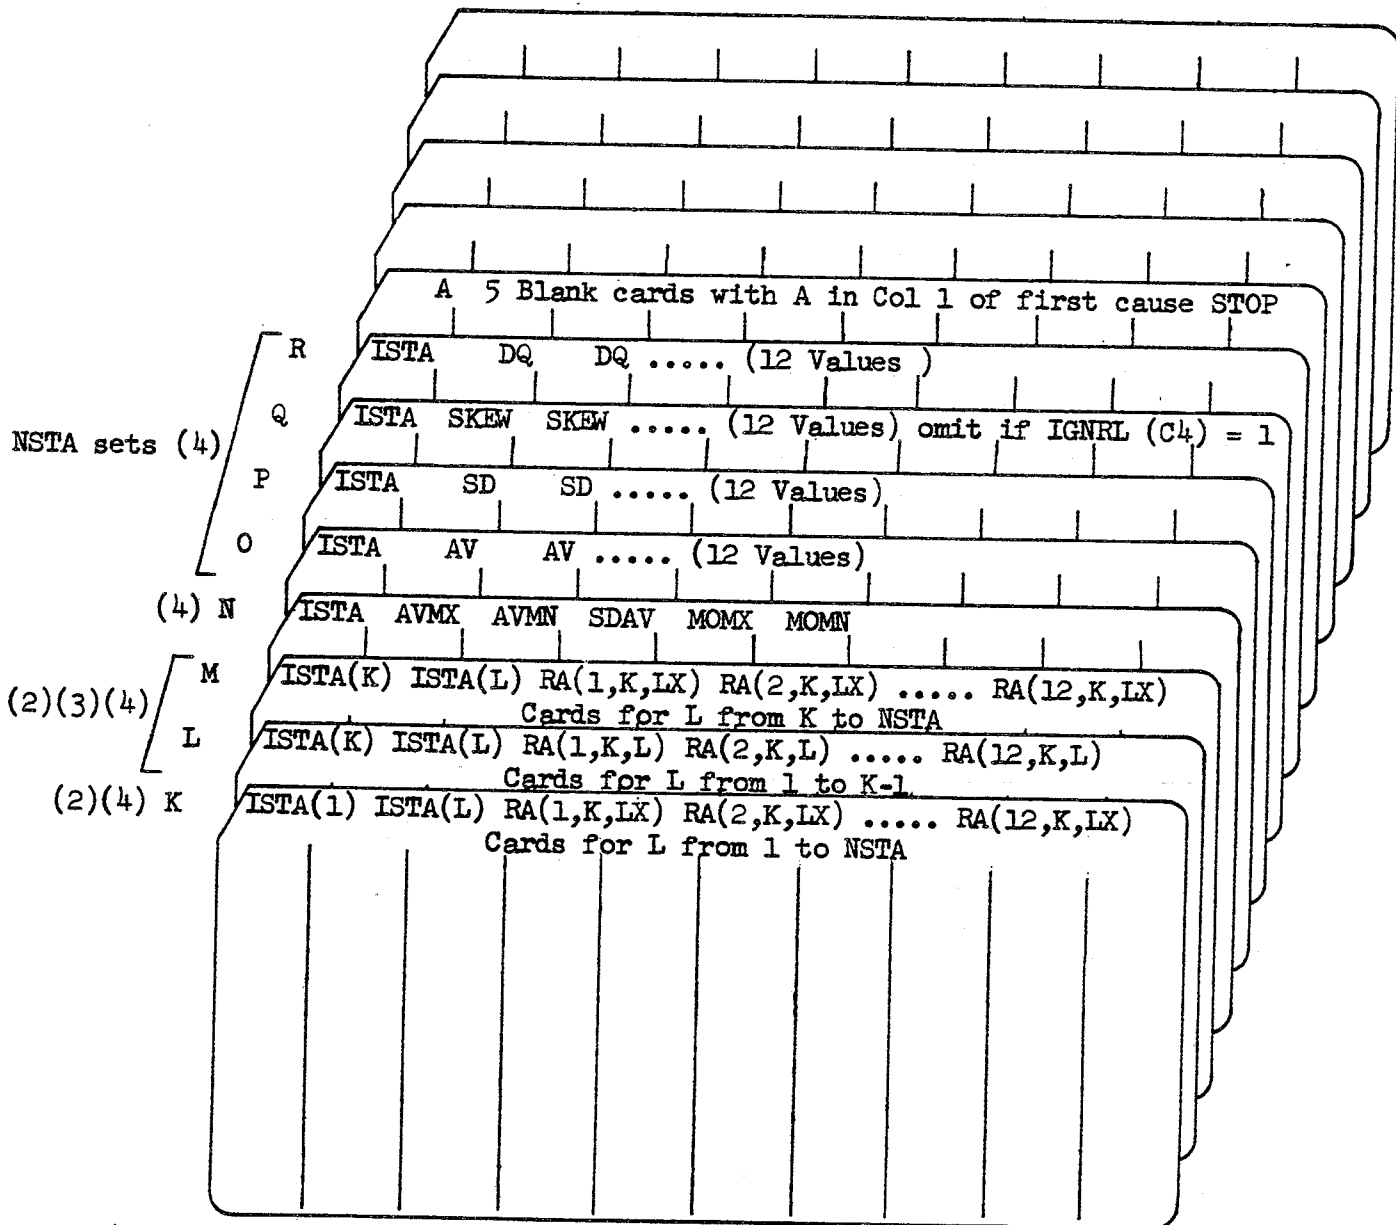 A 5 Blank cards with A in Col 1 of first cause STOP
R ISTA DQ DQ ..... (12 Values )
Q ISTA SKEW SKEW ..... (12 Values) omit if IGNRL (C4) = 1
NSTA sets (4)
P ISTA SD SD ..... (12 Values)
O ISTA AV AV ..... (12 Values)
(4) N ISTA AVMX AVMN SDAV MOMX MOMN
M ISTA(K) ISTA(L) RA(1,K,LX) RA(2,K,LX) ..... RA(12,K,LX)
(2)(3)(4)
Cards for L from K to NSTA
L ISTA(K) ISTA(L) RA(1,K,L) RA(2,K,L) ..... RA(12,K,L)
Cards for L from 1 to K-1
(2)(4) K ISTA(1) ISTA(L) RA(1,K,LX) RA(2,K,LX) ..... RA(12,K,LX)
Cards for L from 1 to NSTA